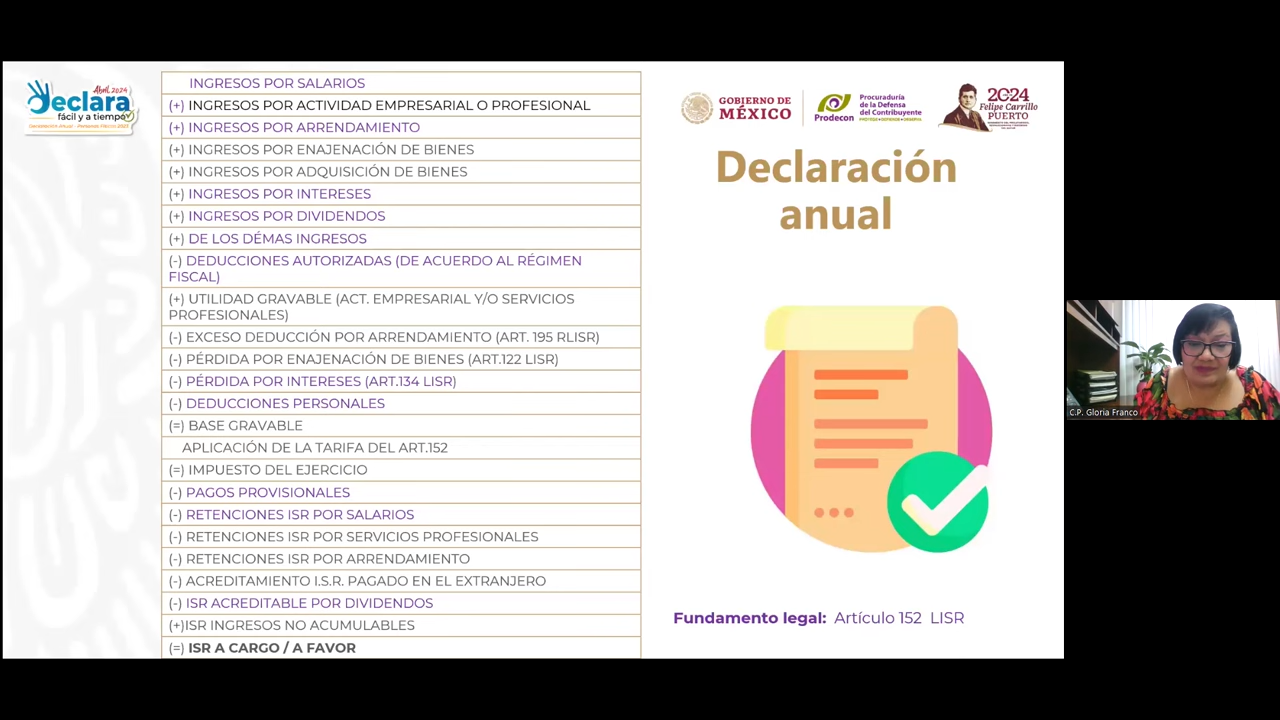 Abril 2024
Declara
fácil y a tiempo
Declaración Anual - Personas Físicas 2023
INGRESOS POR SALARIOS
(+) INGRESOS POR ACTIVIDAD EMPRESARIAL O PROFESIONAL
(+) INGRESOS POR ARRENDAMIENTO
(+) INGRESOS POR ENAJENACIÓN DE BIENES
(+) INGRESOS POR ADQUISICIÓN DE BIENES
(+) INGRESOS POR INTERESES
(+) INGRESOS POR DIVIDENDOS
(+) DE LOS DÉMAS INGRESOS
(-) DEDUCCIONES AUTORIZADAS (DE ACUERDO AL RÉGIMEN
FISCAL)
(+) UTILIDAD GRAVABLE (ACT. EMPRESARIAL Y/O SERVICIOS
PROFESIONALES)
(-) EXCESO DEDUCCIÓN POR ARRENDAMIENTO (ART. 195 RLISR)
(-) PÉRDIDA POR ENAJENACIÓN DE BIENES (ART.122 LISR)
(-) PÉRDIDA POR INTERESES (ART.134 LISR)
(-) DEDUCCIONES PERSONALES
(=) BASE GRAVABLE
APLICACIÓN DE LA TARIFA DEL ART.152
(=) IMPUESTO DEL EJERCICIO
(-) PAGOS PROVISIONALES
(-) RETENCIONES ISR POR SALARIOS
(-) RETENCIONES ISR POR SERVICIOS PROFESIONALES
(-) RETENCIONES ISR POR ARRENDAMIENTO
(-) ACREDITAMIENTO I.S.R. PAGADO EN EL EXTRANJERO
(-) ISR ACREDITABLE POR DIVIDENDOS
(+)ISR INGRESOS NO ACUMULABLES
(=) ISR A CARGO / A FAVOR
GOBIERNO DE
MÉXICO
Prodecon
Procuraduría
de la Defensa
del Contribuyente
2024
Felipe Carrillo
PUERTO
Declaración
anual
Fundamento legal: Artículo 152 LISR
C.P. Gloria Franco